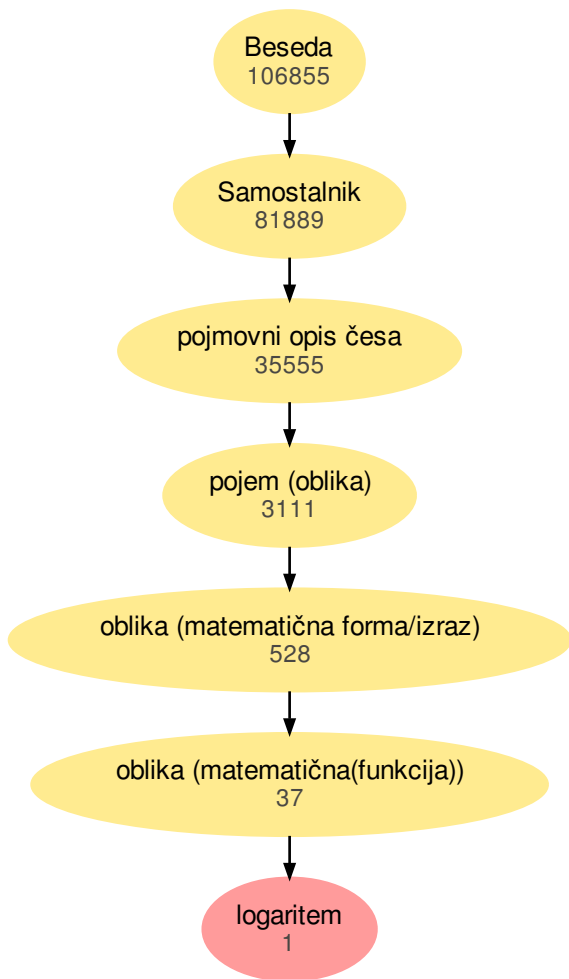 Beseda
106855
Samostalnik
81889
pojmovni opis česa
35555
pojem (oblika)
3111
oblika (matematična forma/izraz)
528
oblika (matematična(funkcija))
37
logaritem
1